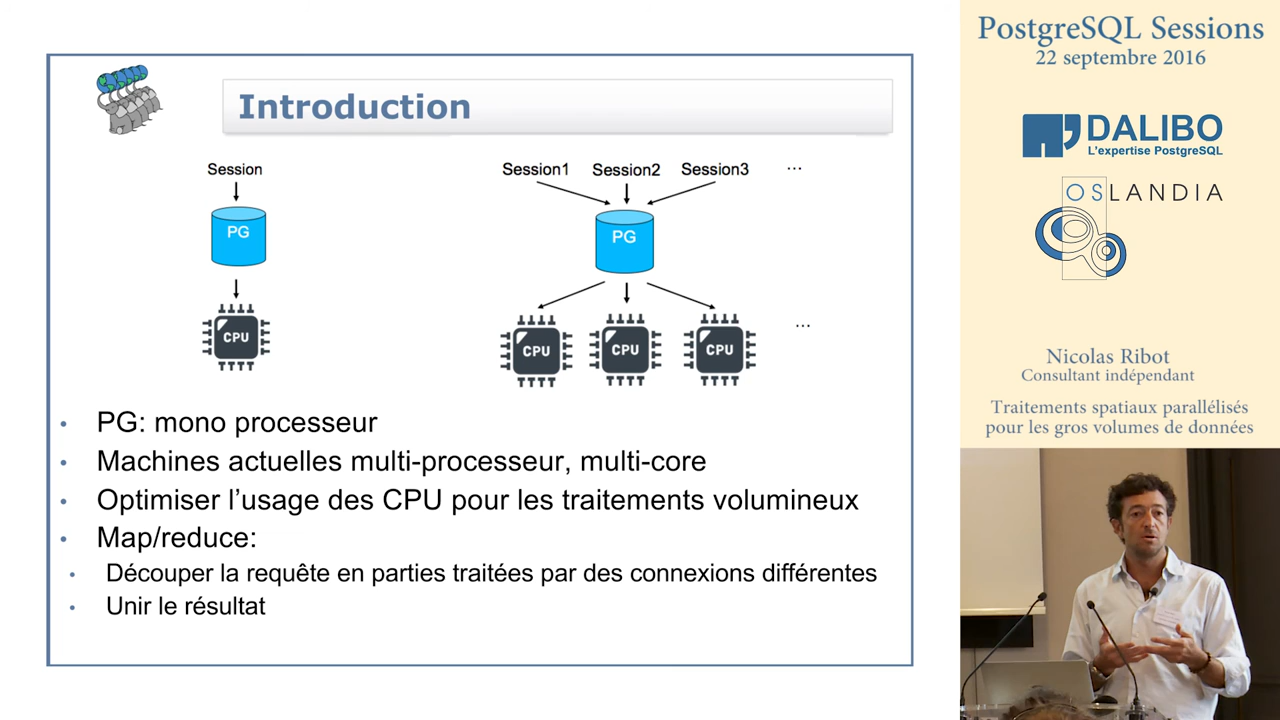 Introduction
Session
PG
CPU
Session1 Session2 Session3 ...
PG
CPU CPU CPU ...
• PG: mono processeur
• Machines actuelles multi-processeur, multi-core
• Optimiser l’usage des CPU pour les traitements volumineux
• Map/reduce:
• Découper la requête en parties traitées par des connexions différentes
• Unir le résultat
PostgreSQL Sessions
22 septembre 2016
DALIBO
L'expertise PostgreSQL
OSLANDIA
Nicolas Ribot
Consultant indépendant
Traitements spatiaux parallélisés
pour les gros volumes de données